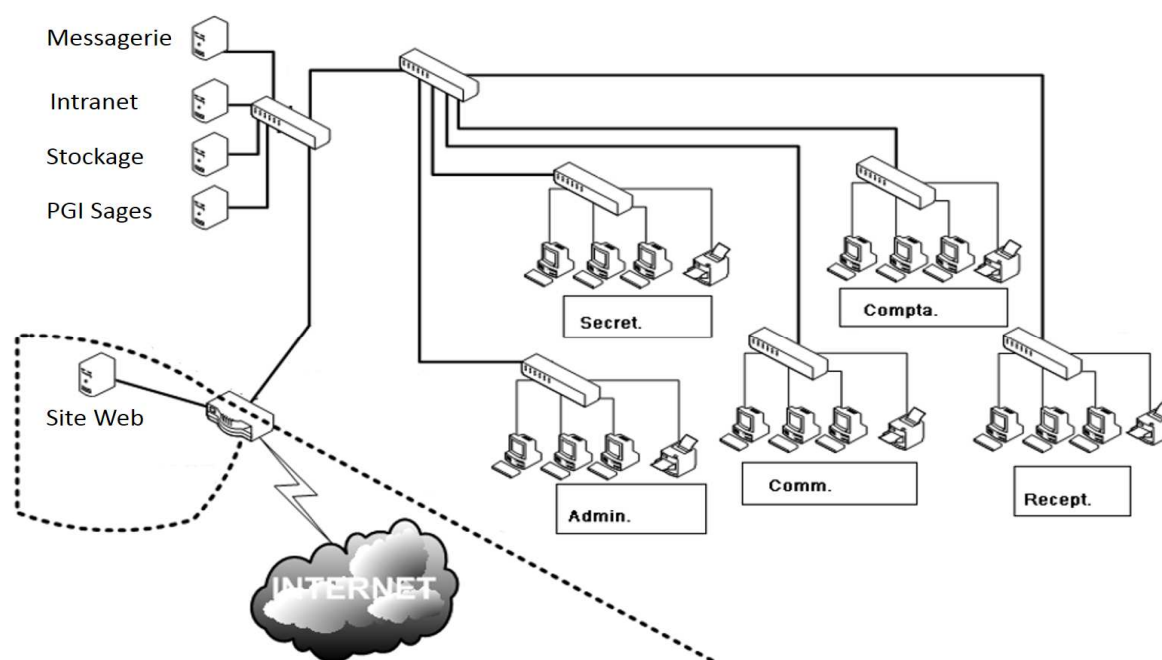 Messagerie
Intranet
Stockage
PGI Sages
Site Web
Secret.
Compta.
Admin.
Comm.
Recept.
INTERNET